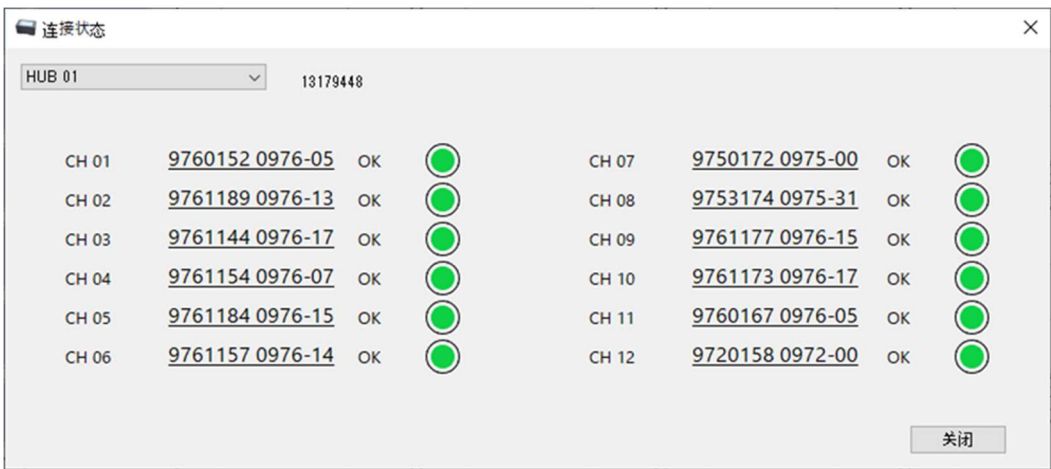 连接状态
HUB 01 13179448
CH 01 9760152 0976-05 OK CH 07 9750172 0975-00 OK
CH 02 9761189 0976-13 OK CH 08 9753174 0975-31 OK
CH 03 9761144 0976-17 OK CH 09 9761177 0976-15 OK
CH 04 9761154 0976-07 OK CH 10 9761173 0976-17 OK
CH 05 9761184 0976-15 OK CH 11 9760167 0976-05 OK
CH 06 9761157 0976-14 OK CH 12 9720158 0972-00 OK
关闭